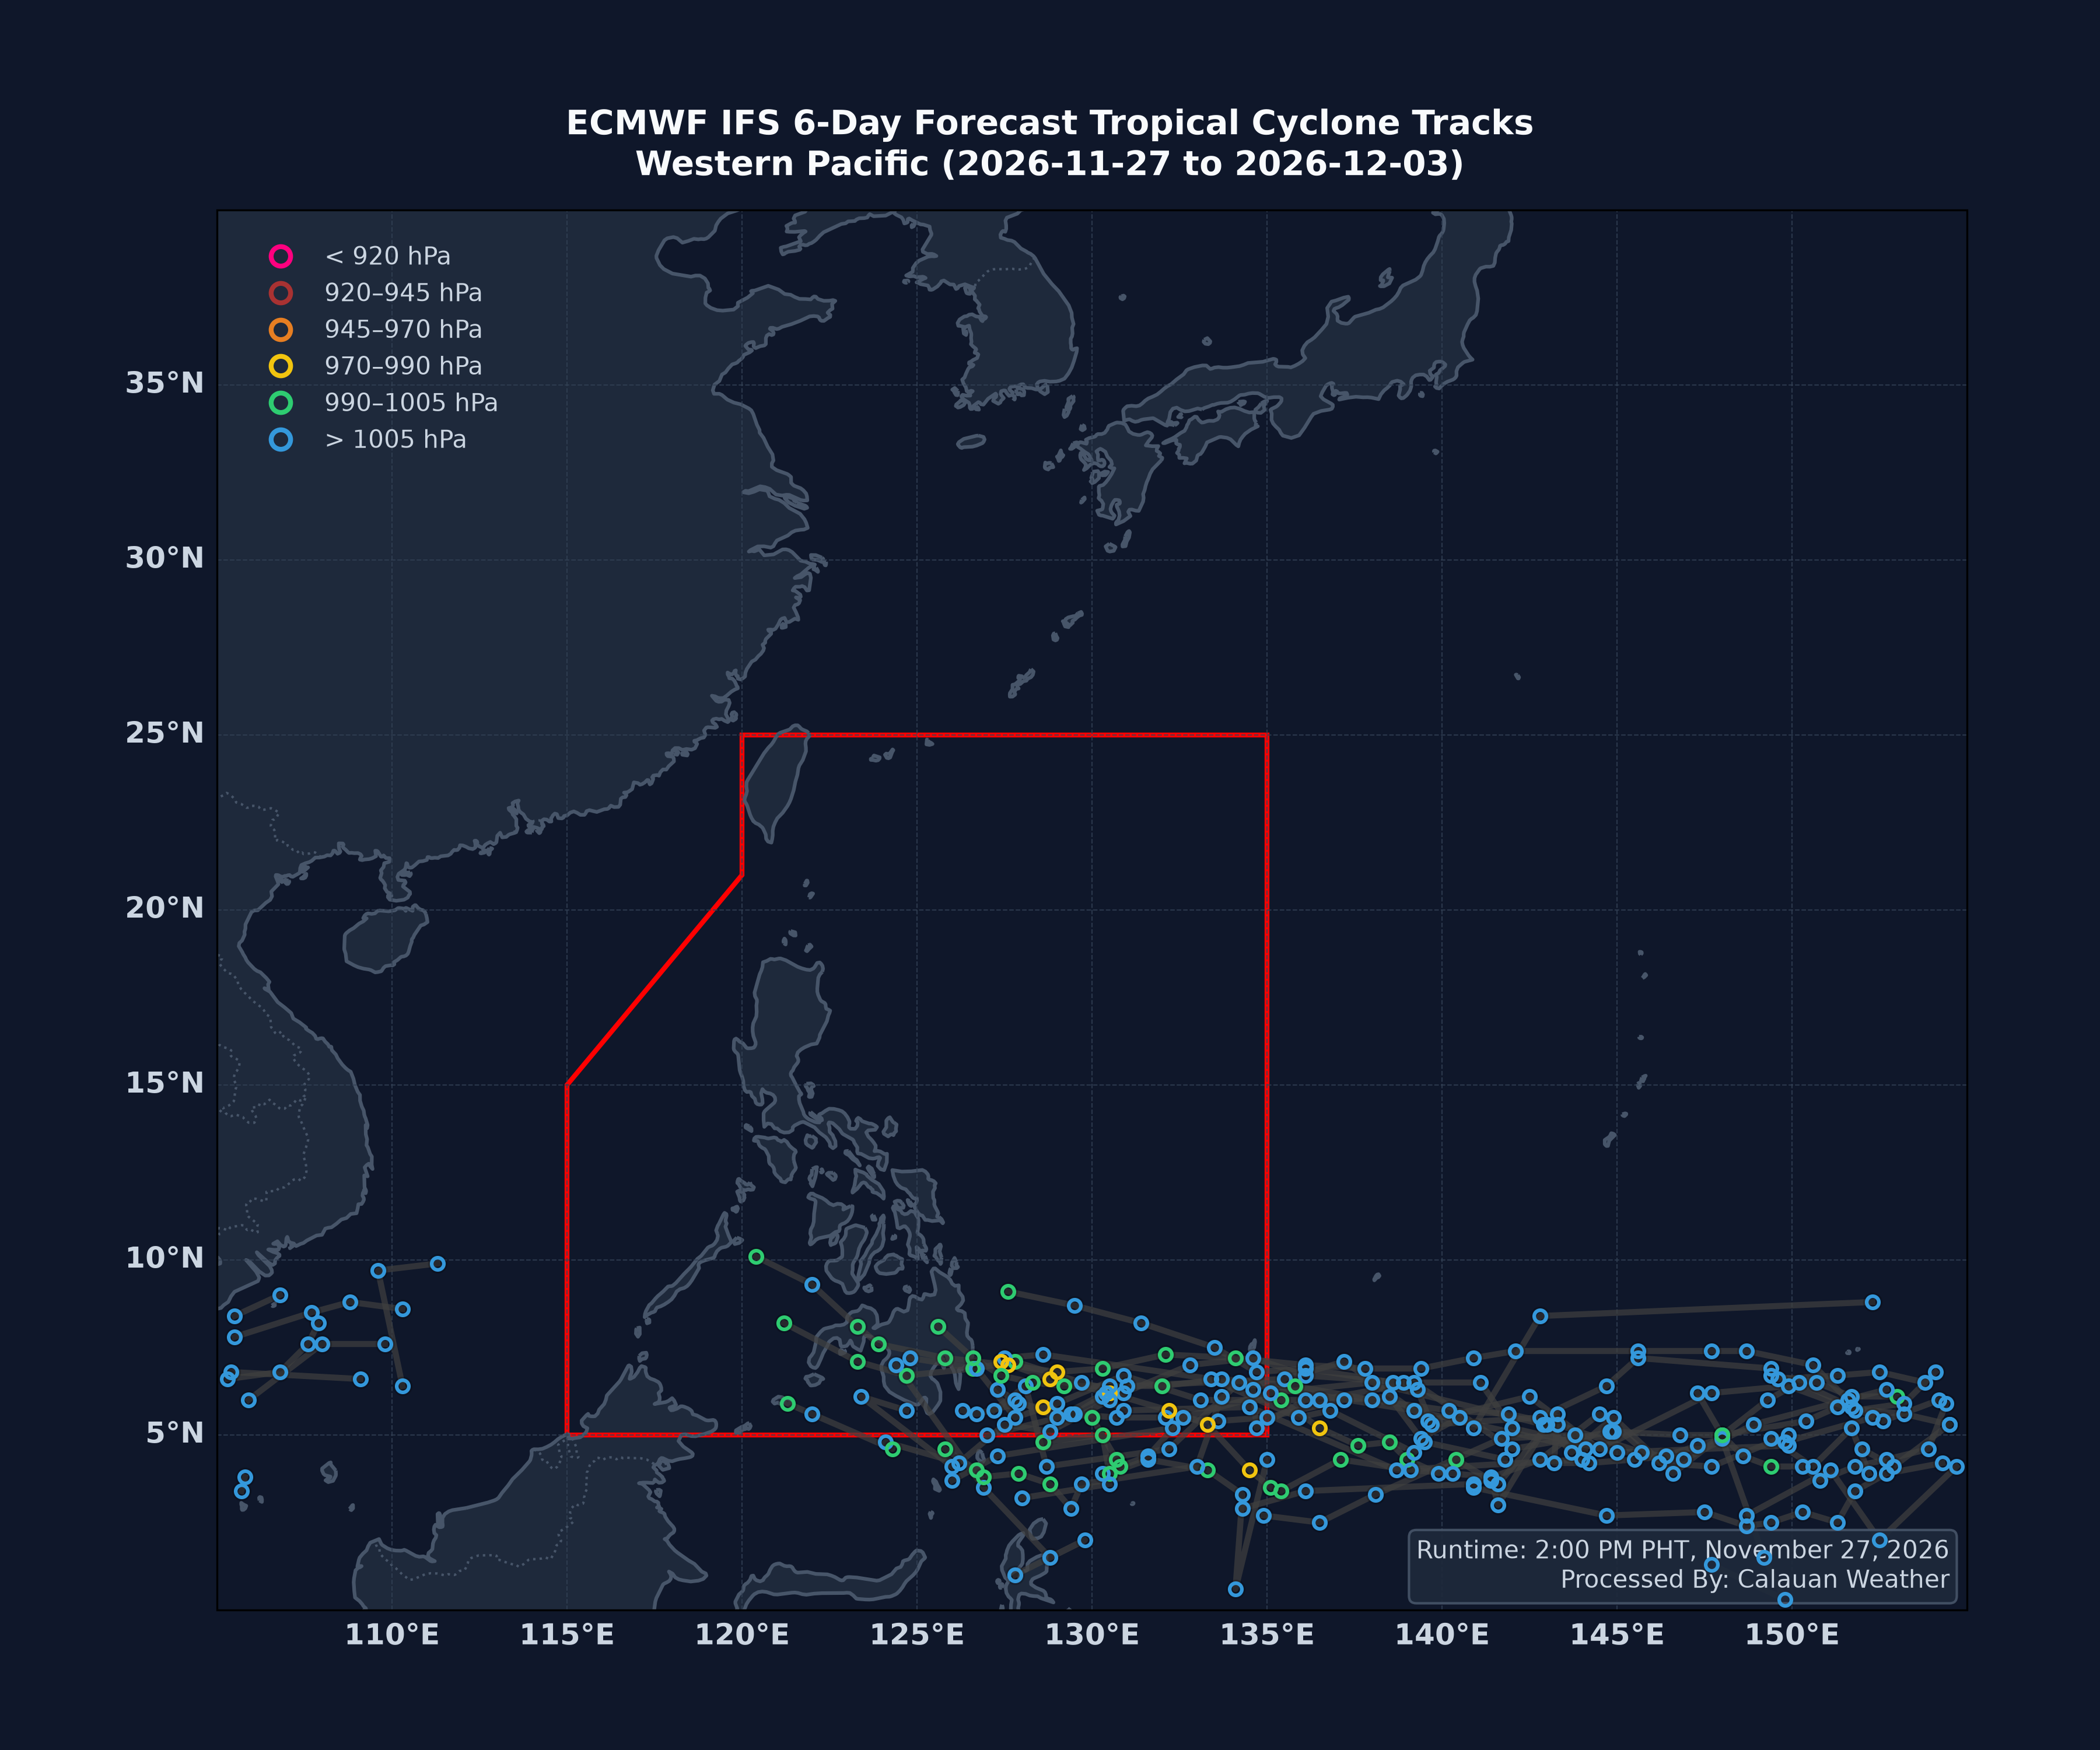 ECMWF IFS 6-Day Forecast Tropical Cyclone Tracks
Western Pacific (2026-11-27 to 2026-12-03)
< 920 hPa
920–945 hPa
945–970 hPa
970–990 hPa
990–1005 hPa
> 1005 hPa
35°N
30°N
25°N
20°N
15°N
10°N
5°N
Runtime: 2:00 PM PHT, November 27, 2026
Processed By: Calauan Weather
110°E 115°E 120°E 125°E 130°E 135°E 140°E 145°E 150°E